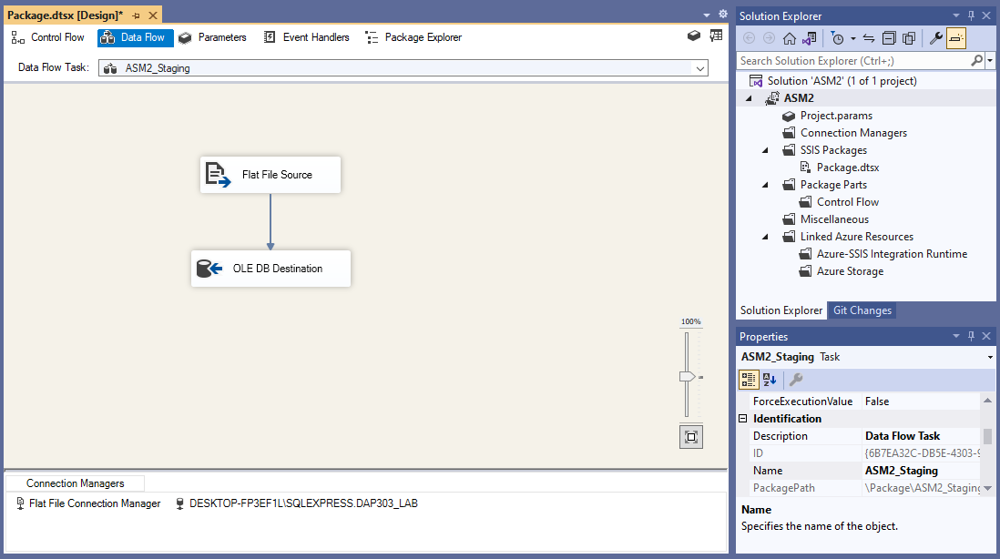 Package.dtsx [Design]*
Control Flow
Data Flow
Parameters
Event Handlers
Package Explorer
Data Flow Task:
ASM2_Staging
Flat File Source
OLE DB Destination
100%
Connection Managers
Flat File Connection Manager
DESKTOP-FP3EF1L\SQLEXPRESS.DAP303_LAB
Solution Explorer
Search Solution Explorer (Ctrl+;)
Solution 'ASM2' (1 of 1 project)
ASM2
Project.params
Connection Managers
SSIS Packages
Package.dtsx
Package Parts
Control Flow
Miscellaneous
Linked Azure Resources
Azure-SSIS Integration Runtime
Azure Storage
Solution Explorer
Git Changes
Properties
ASM2_Staging Task
ForceExecutionValue False
Identification
Description Data Flow Task
ID {6B7EA32C-DB5E-4303-9
Name ASM2_Staging
PackagePath \Package\ASM2_Staging
Name
Specifies the name of the object.